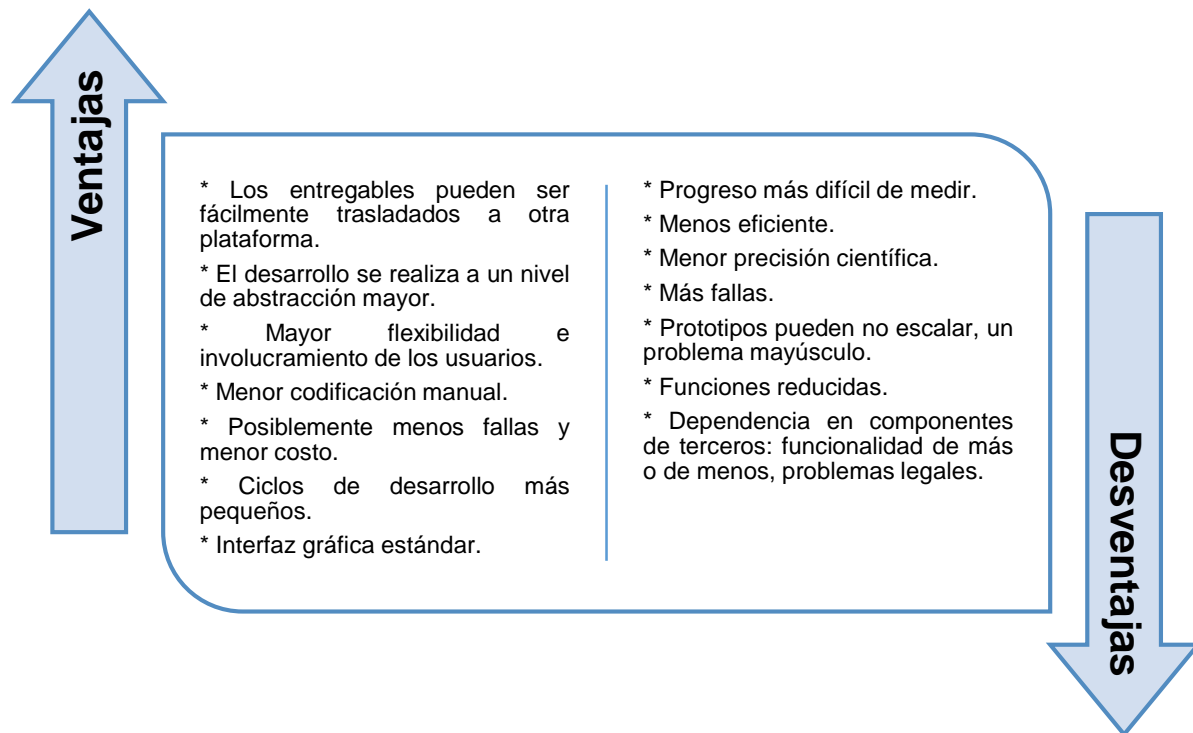 Ventajas
* Los entregables pueden ser
fácilmente trasladados a otra
plataforma.
* El desarrollo se realiza a un nivel
de abstracción mayor.
* Mayor flexibilidad e
involucramiento de los usuarios.
* Menor codificación manual.
* Posiblemente menos fallas y
menor costo.
* Ciclos de desarrollo más
pequeños.
* Interfaz gráfica estándar.
* Progreso más difícil de medir.
* Menos eficiente.
* Menor precisión científica.
* Más fallas.
* Prototipos pueden no escalar, un
problema mayúsculo.
* Funciones reducidas.
* Dependencia en componentes
de terceros: funcionalidad de más
o de menos, problemas legales.
Desventajas